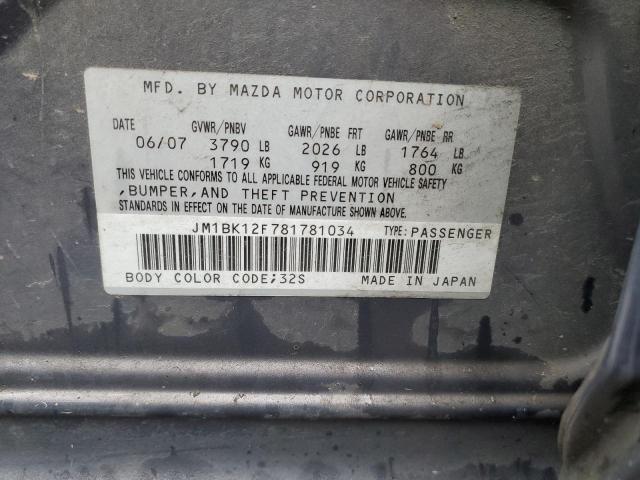 MFD. BY MAZDA MOTOR CORPORATION
DATE GVWR/PNBV GAWR/PNBE FRT GAWR/PNBE RR
06/07 3790 LB 2026 LB 1764 LB
1719 KG 919 KG 800 KG
THIS VEHICLE CONFORMS TO ALL APPLICABLE FEDERAL MOTOR VEHICLE SAFETY
,BUMPER,AND THEFT PREVENTION
STANDARDS IN EFFECT ON THE DATE OF MANUFACTURE SHOWN ABOVE.
JM1BK12F781781034 TYPE:PASSENGER
BODY COLOR CODE;32S MADE IN JAPAN